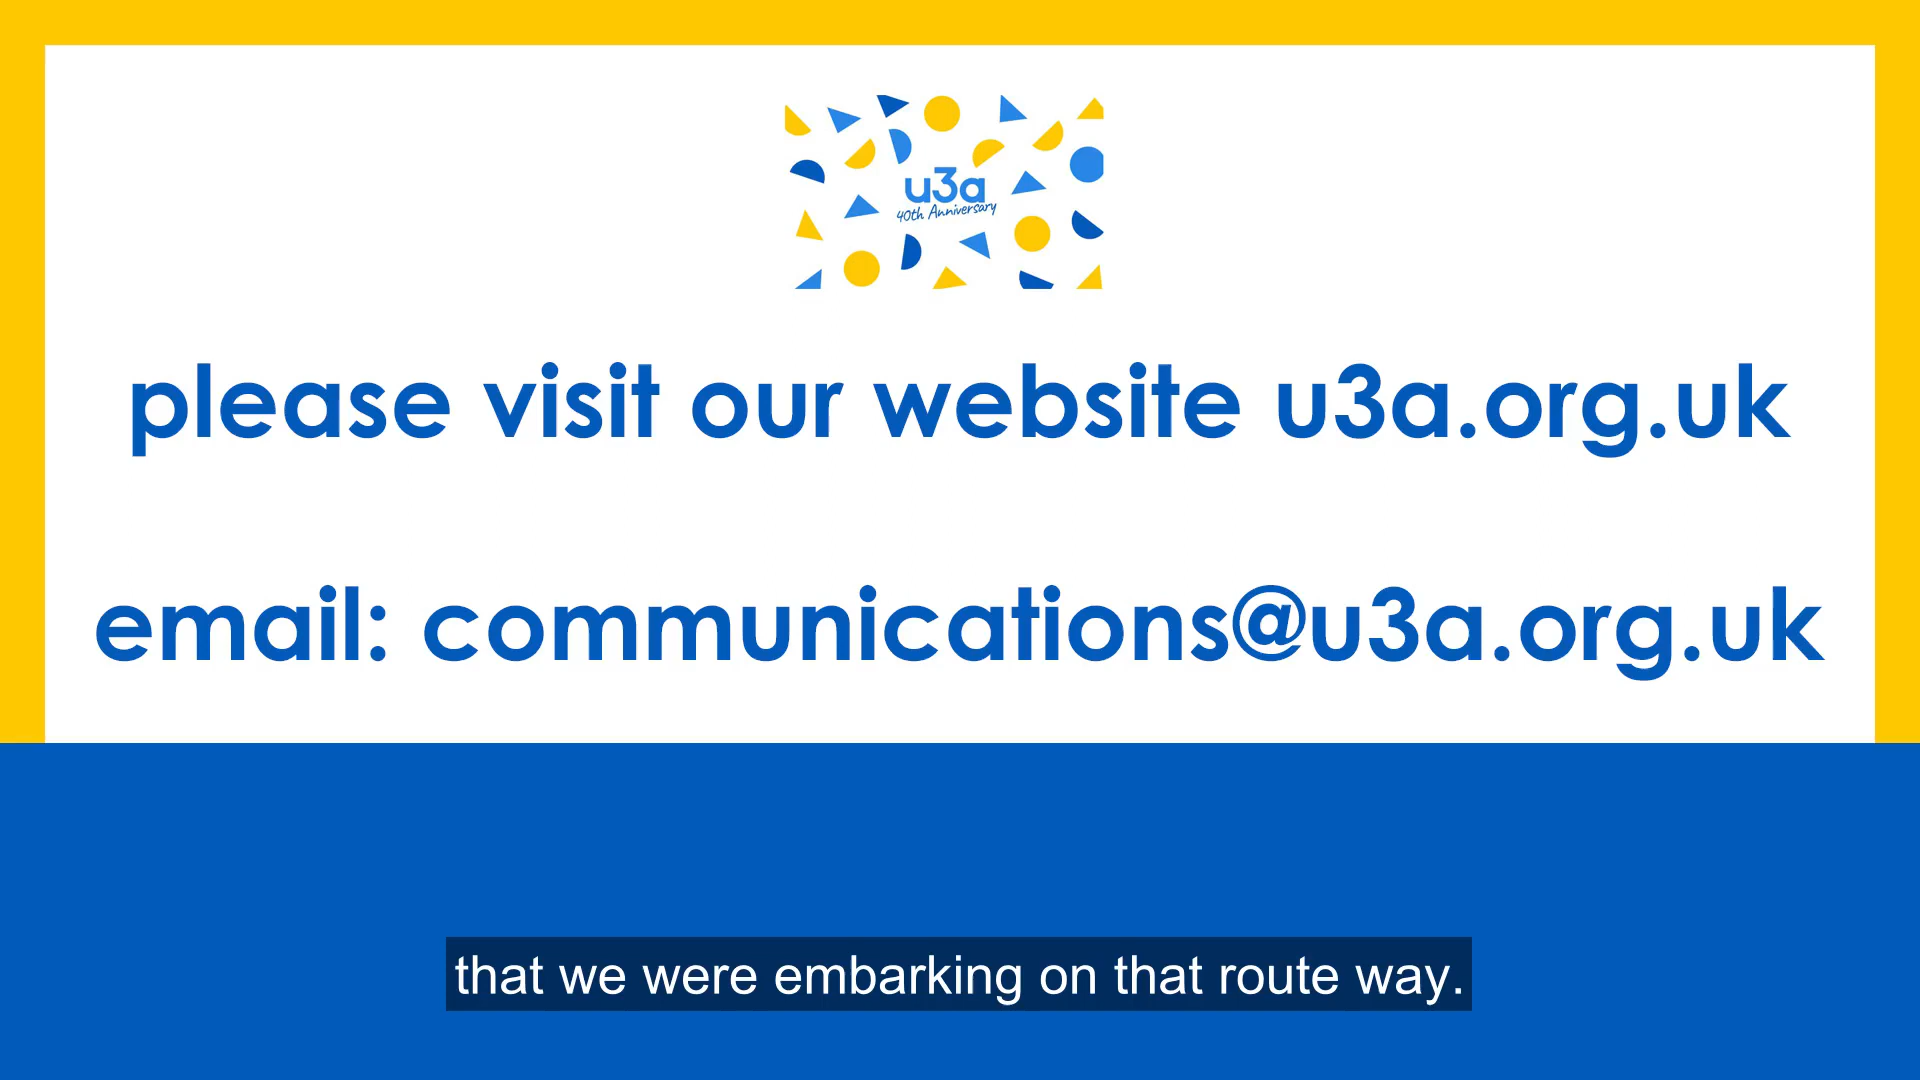 u3a
40th Anniversary
please visit our website u3a.org.uk
email: communications@u3a.org.uk
that we were embarking on that route way.